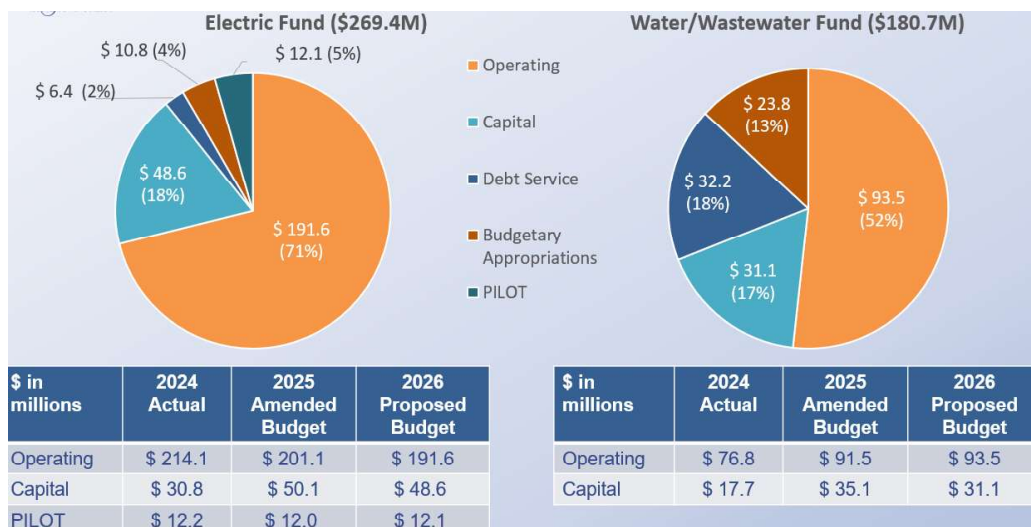 Electric Fund ($269.4M)
$ 10.8 (4%)
$ 12.1 (5%)
$ 6.4 (2%)
$ 48.6
(18%)
$ 191.6
(71%)
Operating
Capital
Debt Service
Budgetary
Appropriations
PILOT
Water/Wastewater Fund ($180.7M)
$ 23.8
(13%)
$ 32.2
(18%)
$ 93.5
(52%)
$ 31.1
(17%)
$ in millions 2024 Actual 2025 Amended Budget 2026 Proposed Budget
Operating $ 214.1 $ 201.1 $ 191.6
Capital $ 30.8 $ 50.1 $ 48.6
PILOT $ 12.2 $ 12.0 $ 12.1
$ in millions 2024 Actual 2025 Amended Budget 2026 Proposed Budget
Operating $ 76.8 $ 91.5 $ 93.5
Capital $ 17.7 $ 35.1 $ 31.1